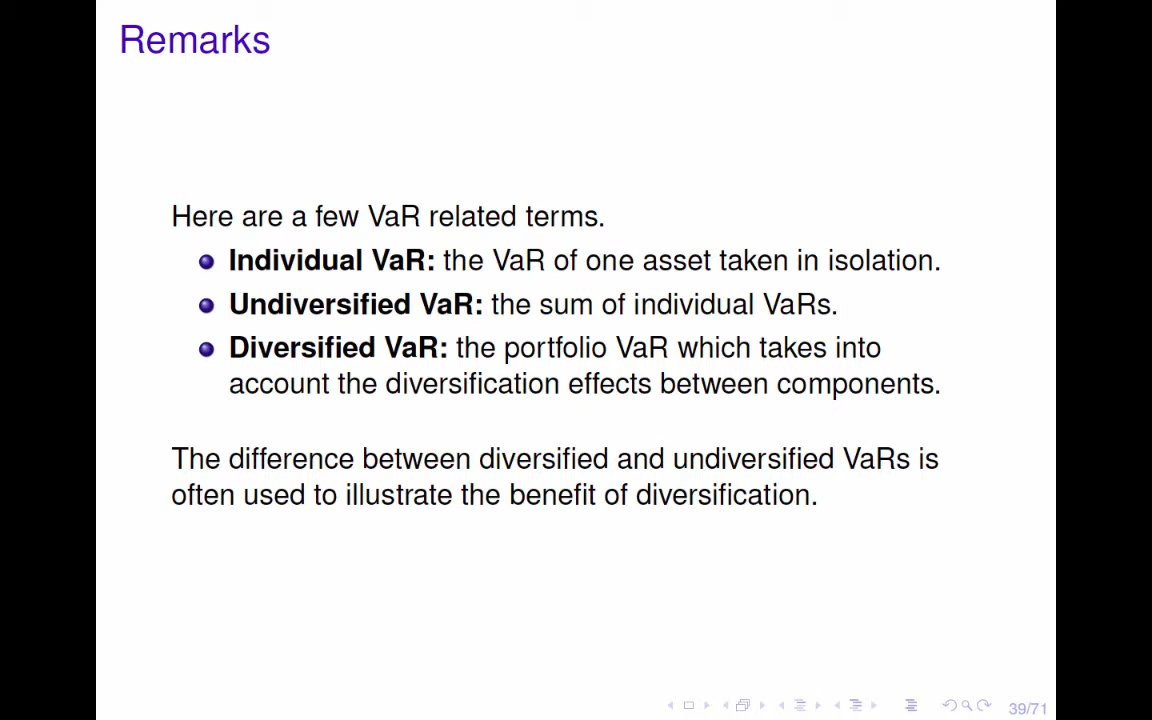 Remarks
Here are a few VaR related terms.
Individual VaR: the VaR of one asset taken in isolation.
Undiversified VaR: the sum of individual VaRs.
Diversified VaR: the portfolio VaR which takes into
account the diversification effects between components.
The difference between diversified and undiversified VaRs is
often used to illustrate the benefit of diversification.
39/71